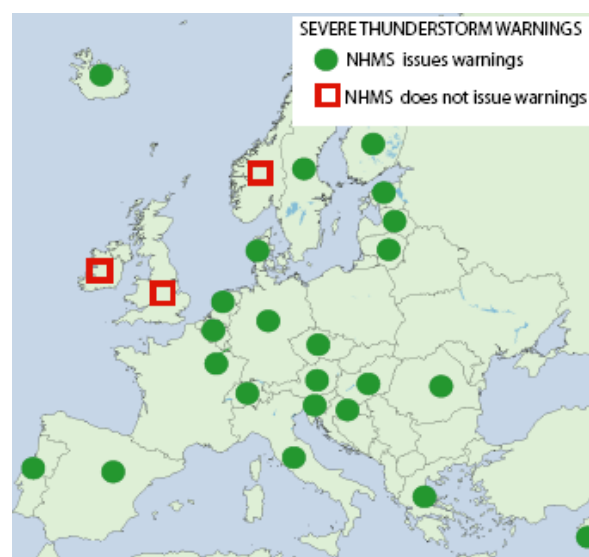 SEVERE THUNDERSTORM WARNINGS
NHMS issues warnings
NHMS does not issue warnings